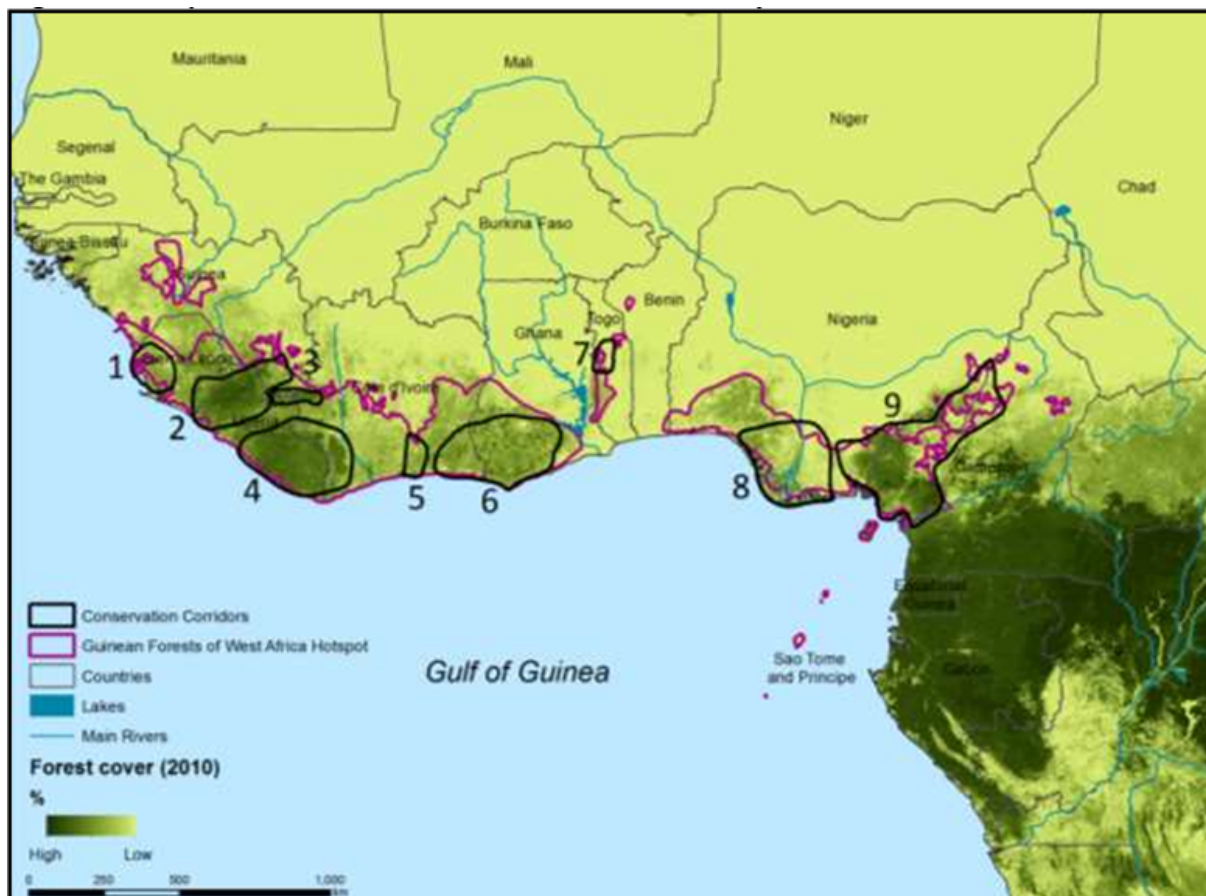 Mauritania
Mali
Niger
Segenal
Chad
The Gambia
Burkina Faso
Benin
Nigeria
Ghana
Togo
1
2
3
4
5
6
7
8
9
Conservation Corridors
Guinean Forests of West Africa Hotspot
Countries
Lakes
Main Rivers
Gulf of Guinea
Sao Tome
and Principe
Equatorial
Guinea
Gabon
Forest cover (2010)
%
High Low
0 250 500 1,000
km